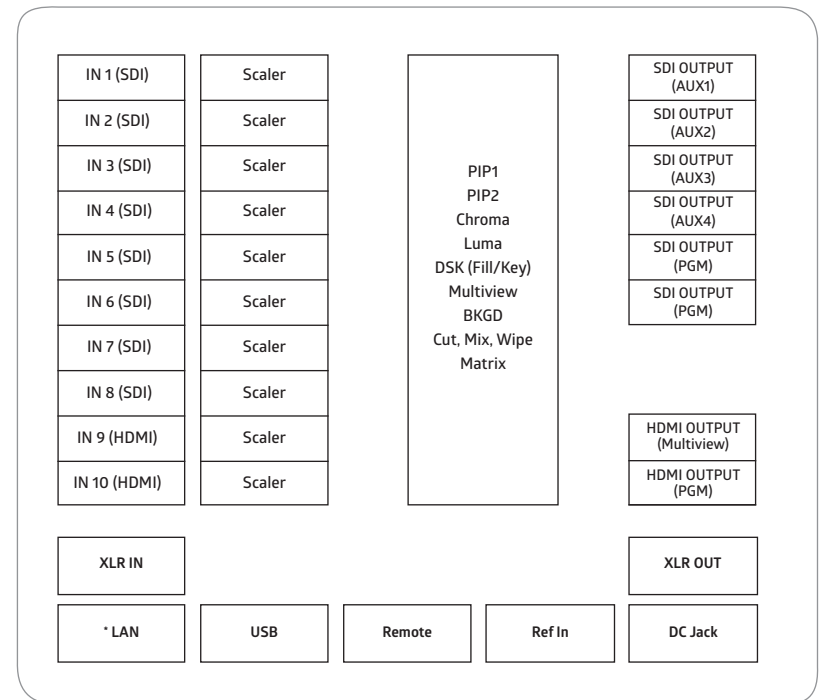 IN 1 (SDI)
Scaler
IN 2 (SDI)
Scaler
IN 3 (SDI)
Scaler
IN 4 (SDI)
Scaler
IN 5 (SDI)
Scaler
IN 6 (SDI)
Scaler
IN 7 (SDI)
Scaler
IN 8 (SDI)
Scaler
IN 9 (HDMI)
Scaler
IN 10 (HDMI)
Scaler
PIP1
PIP2
Chroma
Luma
DSK (Fill/Key)
Multiview
BKGD
Cut, Mix, Wipe
Matrix
SDI OUTPUT
(AUX1)
SDI OUTPUT
(AUX2)
SDI OUTPUT
(AUX3)
SDI OUTPUT
(AUX4)
SDI OUTPUT
(PGM)
SDI OUTPUT
(PGM)
HDMI OUTPUT
(Multiview)
HDMI OUTPUT
(PGM)
XLR IN
XLR OUT
* LAN
USB
Remote
Ref In
DC Jack